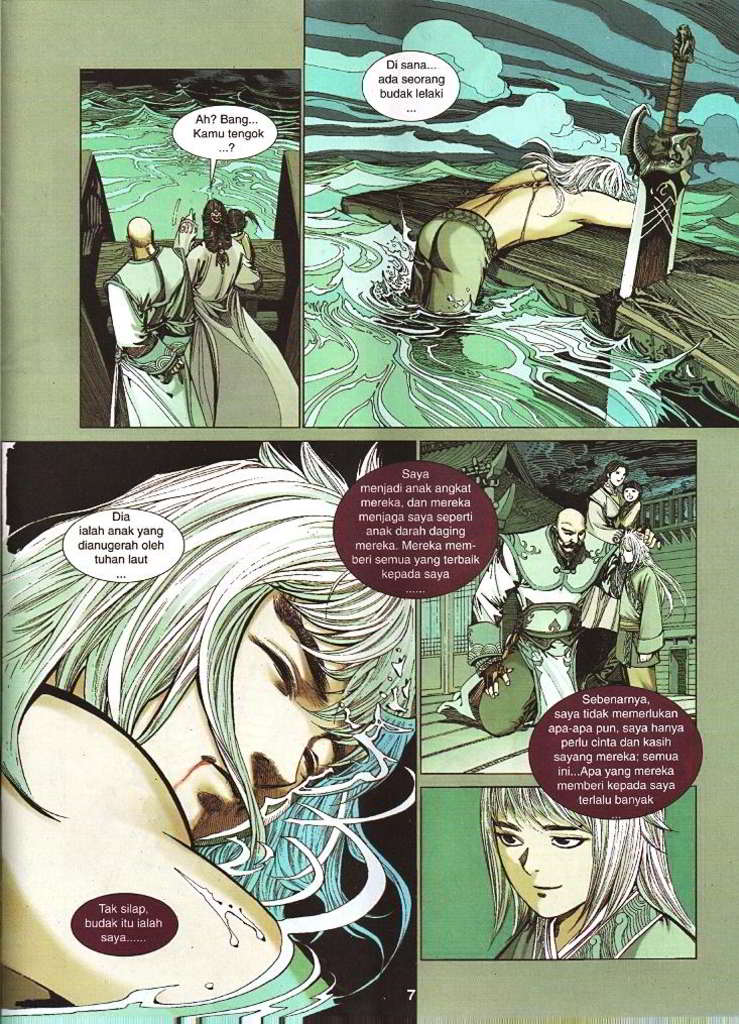 Ah? Bang...
Kamu tengok
...?
Di sana...
ada seorang
budak lelaki
...
Dia
ialah anak yang
dianugerah oleh
tuhan laut
...
Tak silap,
budak itu ialah
saya......
Saya
menjadi anak angkat
mereka, dan mereka
menjaga saya seperti
anak darah daging
mereka. Mereka mem-
beri semua yang terbaik
kepada saya
......
Sebenarnya,
saya tidak memerlukan
apa-apa pun, saya hanya
perlu cinta dan kasih
sayang mereka; semua
ini...Apa yang mereka
memberi kepada saya
terlalu banyak
...
7